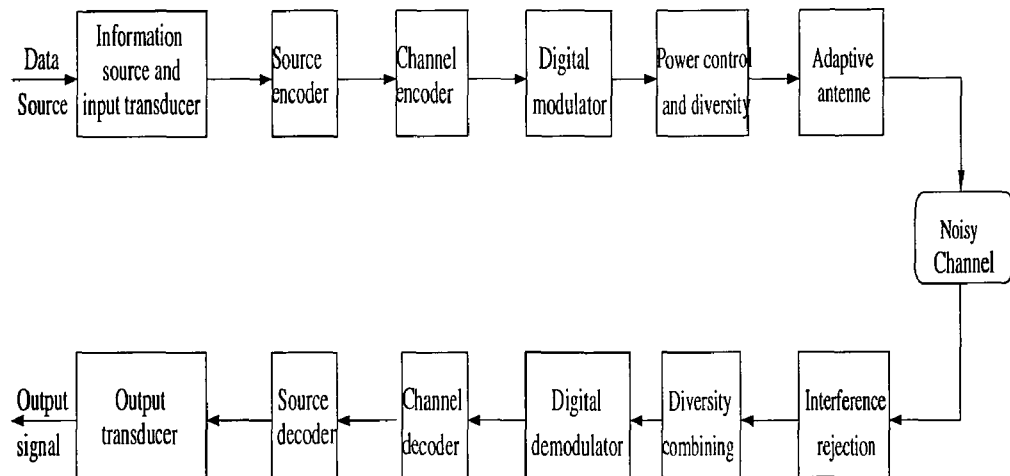 Data
Source
Information
source and
input transducer
Source
encoder
Channel
encoder
Digital
modulator
Power control
and diversity
Adaptive
antenne
Noisy
Channel
Output
signal
Output
transducer
Source
decoder
Channel
decoder
Digital
demodulator
Diversity
combining
Interference
rejection